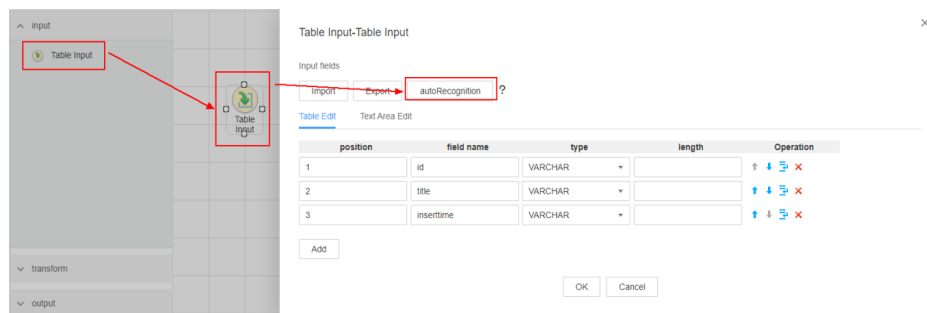 input
Table Input
Table
Input
transform
output
Table Input-Table Input
Input fields
Import Export autoRecognition ?
Table Edit Text Area Edit
position field name type length Operation
1 id VARCHAR
2 title VARCHAR
3 inserttime VARCHAR
Add
OK Cancel